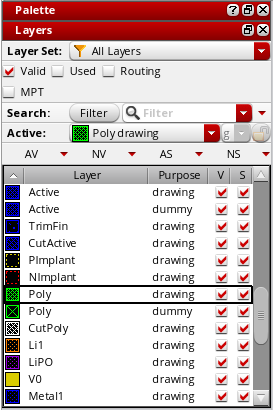 Palette
Layers
Layer Set: All Layers
Valid Used Routing
MPT
Search: Filter Filter
Active: Poly drawing g
AV NV AS NS
Layer Purpose V S
Active drawing
Active dummy
TrimFin drawing
CutActive drawing
PImplant drawing
NImplant drawing
Poly drawing
Poly dummy
CutPoly drawing
Li1 drawing
LiPO drawing
V0 drawing
Metal1 drawing